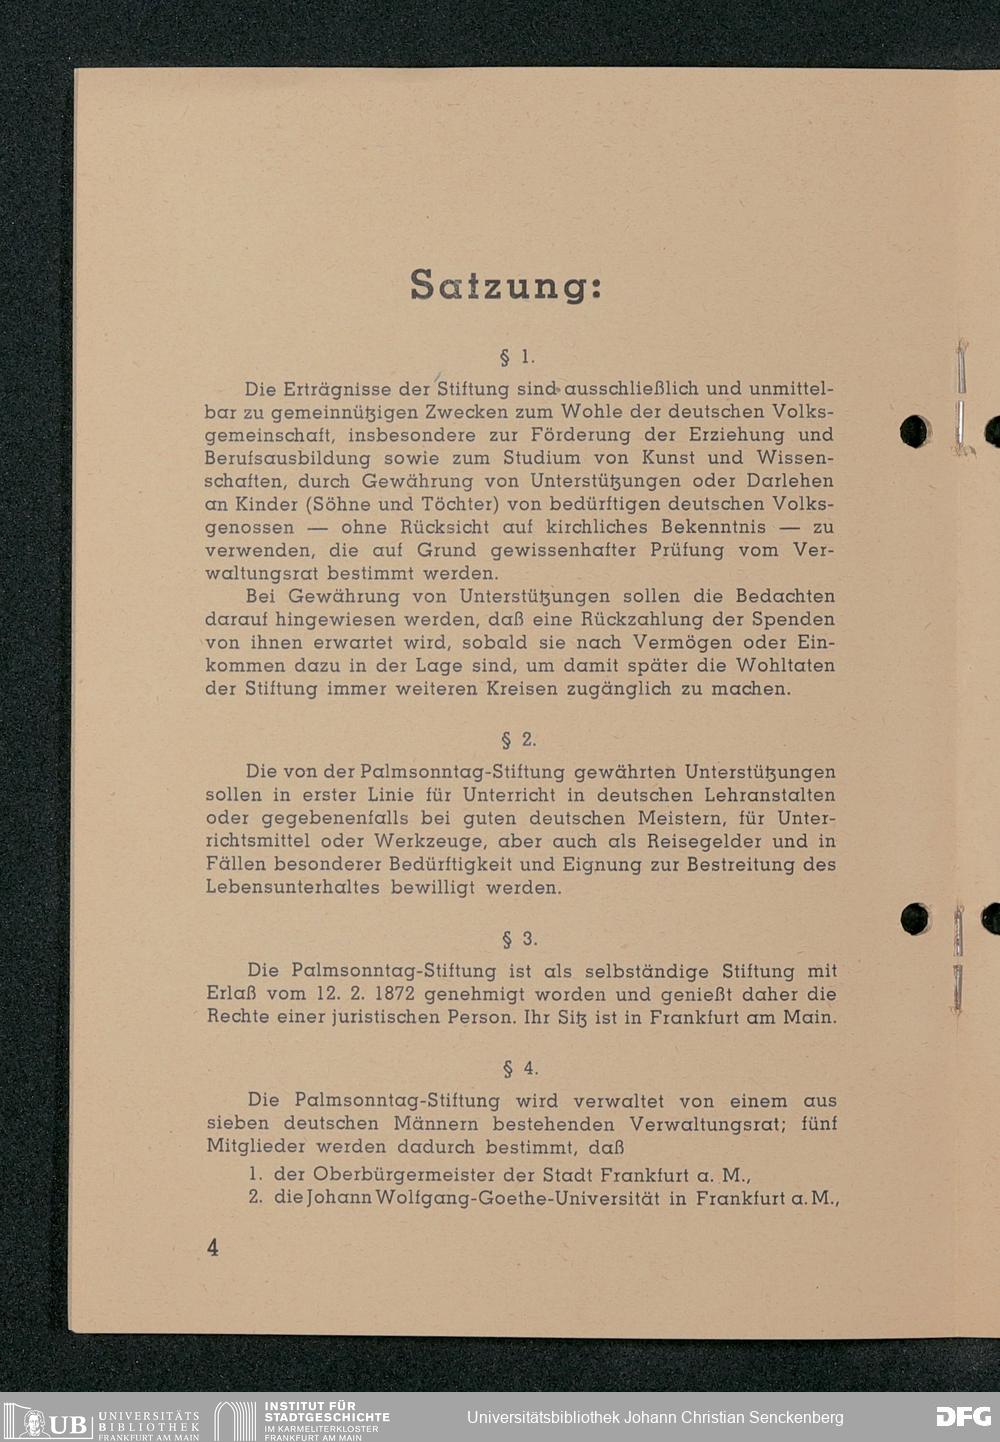 Satzung:
§ 1.
Die Erträgnisse der Stiftung sind ausschließlich und unmittel-
bar zu gemeinnützigen Zwecken zum Wohle der deutschen Volks-
gemeinschaft, insbesondere zur Förderung der Erziehung und
Berufsausbildung sowie zum Studium von Kunst und Wissen-
schaften, durch Gewährung von Unterstützungen oder Darlehen
an Kinder (Söhne und Töchter) von bedürftigen deutschen Volks-
genossen — ohne Rücksicht auf kirchliches Bekenntnis — zu
verwenden, die auf Grund gewissenhafter Prüfung vom Ver-
waltungsrat bestimmt werden.
Bei Gewährung von Unterstützungen sollen die Bedachten
darauf hingewiesen werden, daß eine Rückzahlung der Spenden
von ihnen erwartet wird, sobald sie nach Vermögen oder Ein-
kommen dazu in der Lage sind, um damit später die Wohltaten
der Stiftung immer weiteren Kreisen zugänglich zu machen.
§ 2.
Die von der Palmsonntag-Stiftung gewährten Unterstützungen
sollen in erster Linie für Unterricht in deutschen Lehranstalten
oder gegebenenfalls bei guten deutschen Meistern, für Unter-
richtsmittel oder Werkzeuge, aber auch als Reisegelder und in
Fällen besonderer Bedürftigkeit und Eignung zur Bestreitung des
Lebensunterhaltes bewilligt werden.
§ 3.
Die Palmsonntag-Stiftung ist als selbständige Stiftung mit
Erlaß vom 12. 2. 1872 genehmigt worden und genießt daher die
Rechte einer juristischen Person. Ihr Sitz ist in Frankfurt am Main.
§ 4.
Die Palmsonntag-Stiftung wird verwaltet von einem aus
sieben deutschen Männern bestehenden Verwaltungsrat; fünf
Mitglieder werden dadurch bestimmt, daß
1. der Oberbürgermeister der Stadt Frankfurt a. M.,
2. die Johann Wolfgang-Goethe-Universität in Frankfurt a. M.,
4
UB UNIVERSITÄTS
BIBLIOTHEK
FRANKFURT AM MAIN
INSTITUT FÜR
STADTGESCHICHTE
IM KARMELITERKLOSTER
FRANKFURT AM MAIN
Universitätsbibliothek Johann Christian Senckenberg
DFG